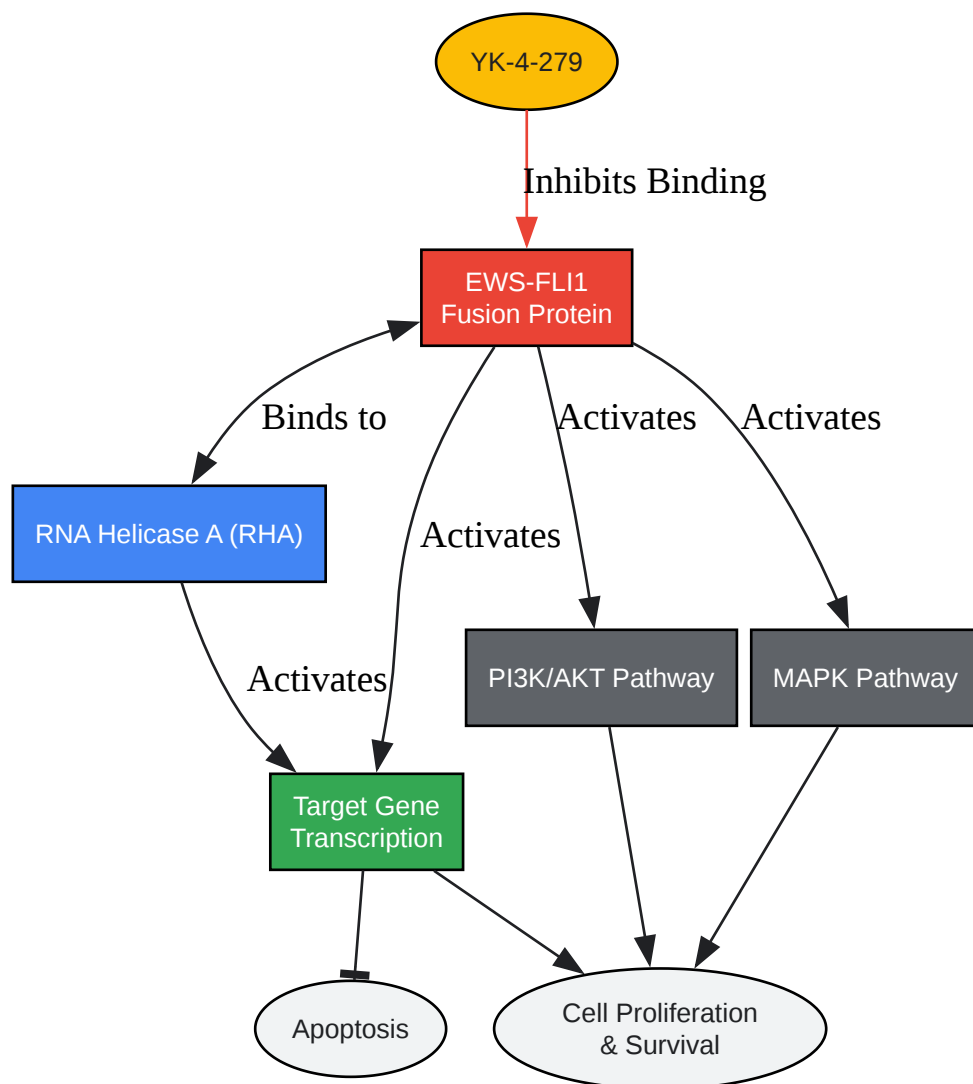 YK-4-279
Inhibits Binding
EWS-FLI1
Fusion Protein
Binds to
Activates
Activates
RNA Helicase A (RHA)
Activates
Activates
PI3K/AKT Pathway
MAPK Pathway
Target Gene
Transcription
Apoptosis
Cell Proliferation
& Survival